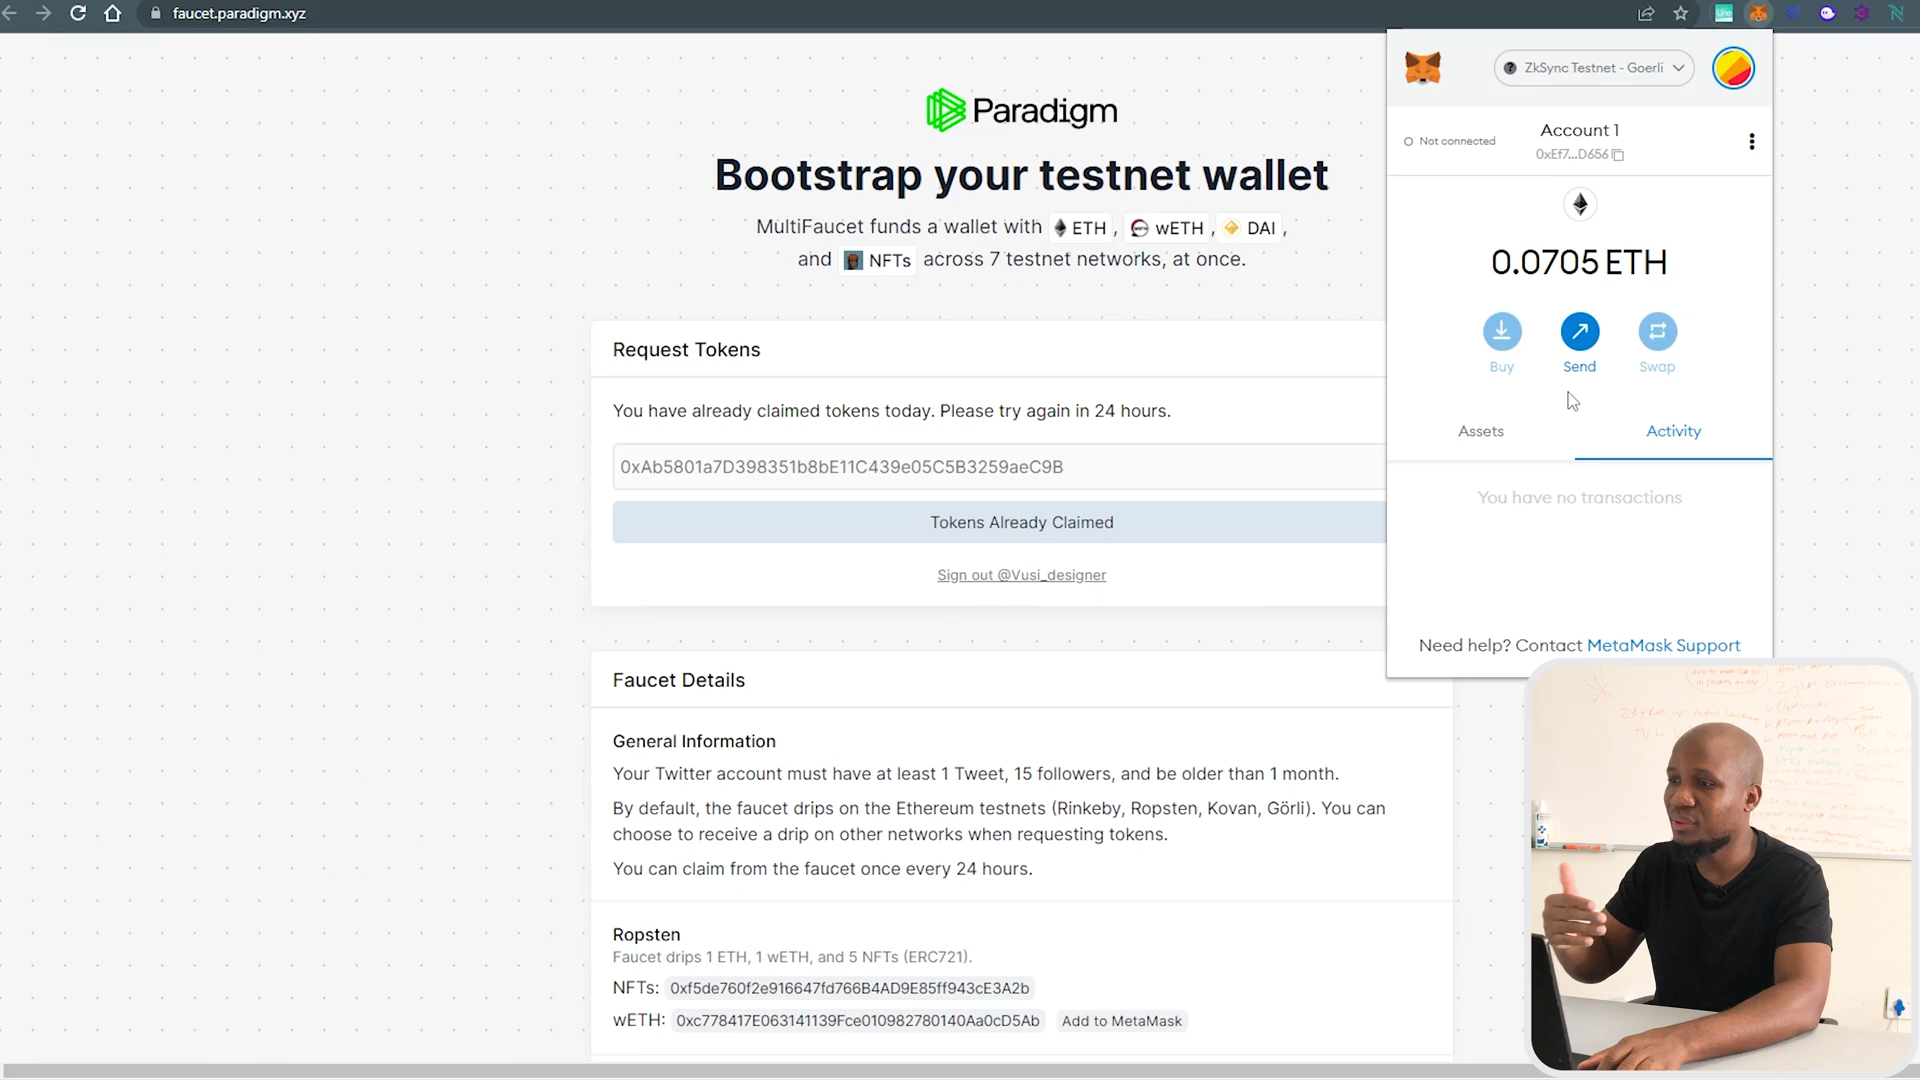 faucet.paradigm.xyz
Paradigm
Bootstrap your testnet wallet
MultiFaucet funds a wallet with ETH , wETH , DAI ,
and NFTs across 7 testnet networks, at once.
Request Tokens
You have already claimed tokens today. Please try again in 24 hours.
0xAb5801a7D398351b8bE11C439e05C5B3259aeC9B
Tokens Already Claimed
Sign out @Vusi_designer
Faucet Details
General Information
Your Twitter account must have at least 1 Tweet, 15 followers, and be older than 1 month.
By default, the faucet drips on the Ethereum testnets (Rinkeby, Ropsten, Kovan, Görli). You can
choose to receive a drip on other networks when requesting tokens.
You can claim from the faucet once every 24 hours.
Ropsten
Faucet drips 1 ETH, 1 wETH, and 5 NFTs (ERC721).
NFTs: 0xf5de760f2e916647fd766B4AD9E85ff943cE3A2b
wETH: 0xc778417E063141139Fce010982780140Aa0cD5Ab Add to MetaMask
ZkSync Testnet - Goerli
Not connected
Account 1
0xEf7...D656
0.0705 ETH
Buy
Send
Swap
Assets
Activity
You have no transactions
Need help? Contact MetaMask Support